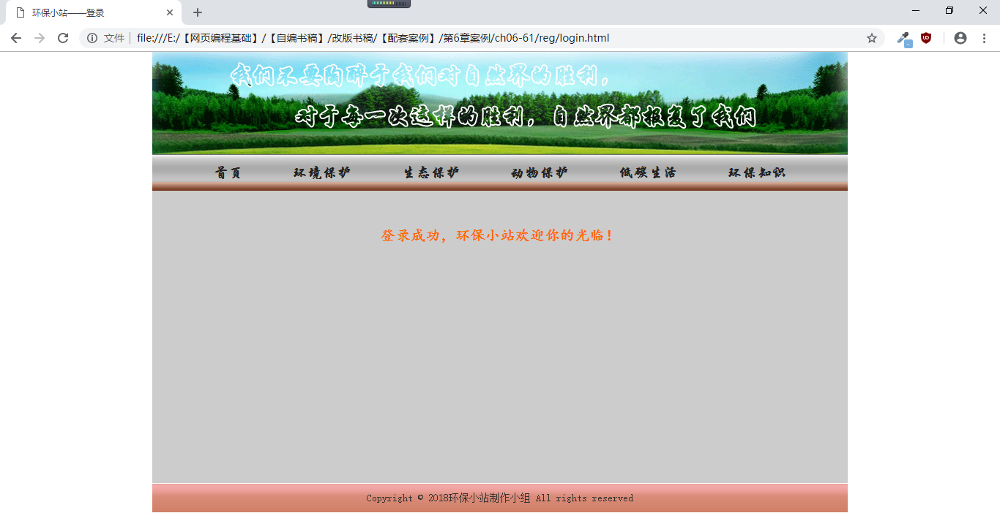 环保小站——登录
文件 file:///E:/【网页编程基础】/【自编书稿】/改版书稿/【配套案例】/第6章案例/ch06-61/reg/login.html
我们不要陶醉于我们对自然界的胜利,
对于每一次这样的胜利,自然界都报复了我们
首页 环境保护 生态保护 动物保护 低碳生活 环保知识
登录成功，环保小站欢迎你的光临！
Copyright © 2018环保小站制作小组 All rights reserved